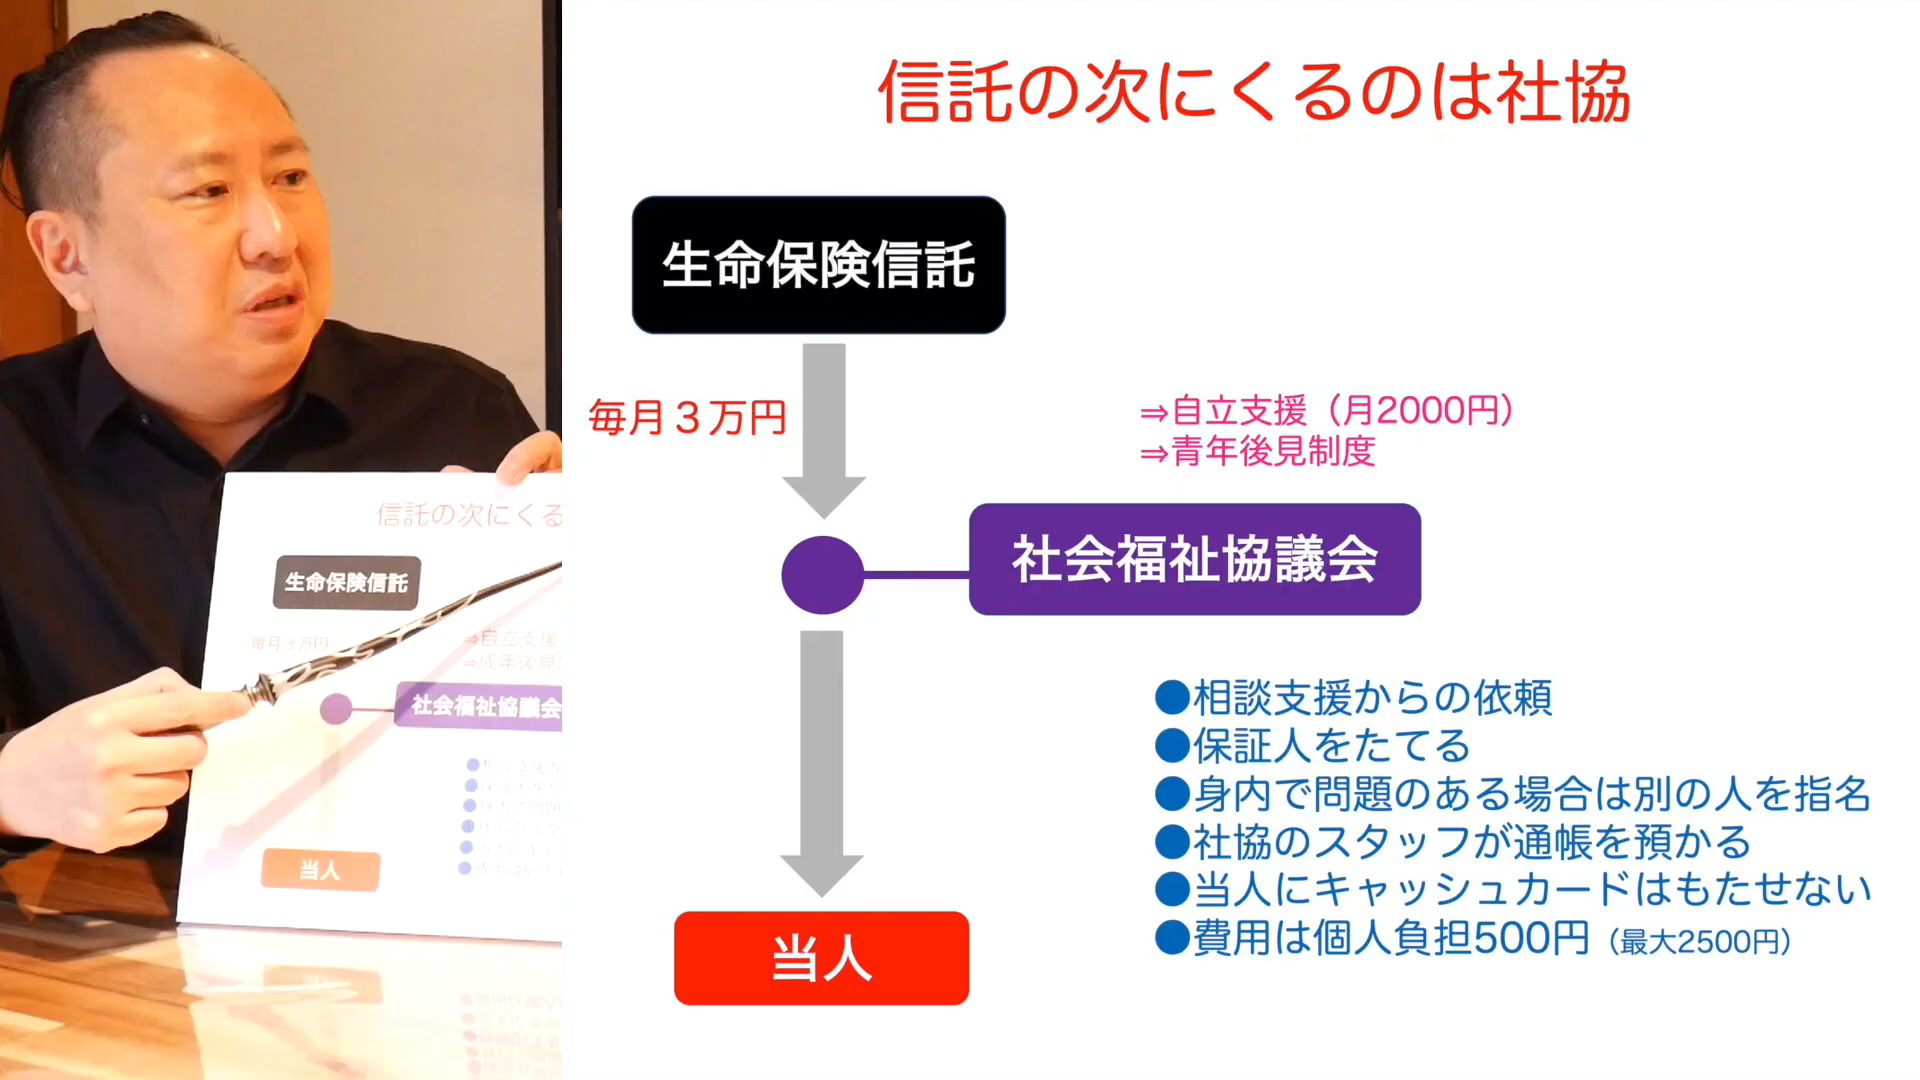 信託の次にくるのは社協
生命保険信託
毎月３万円
⇒自立支援（月2000円）
⇒青年後見制度
社会福祉協議会
●相談支援からの依頼
●保証人をたてる
●身内で問題のある場合は別の人を指名
●社協のスタッフが通帳を預かる
●当人にキャッシュカードはもたせない
●費用は個人負担500円（最大2500円）
当人
信託の次にくる
生命保険信託
毎月３万円
⇒自立支援
⇒成年後見
社会福祉協議会
当人